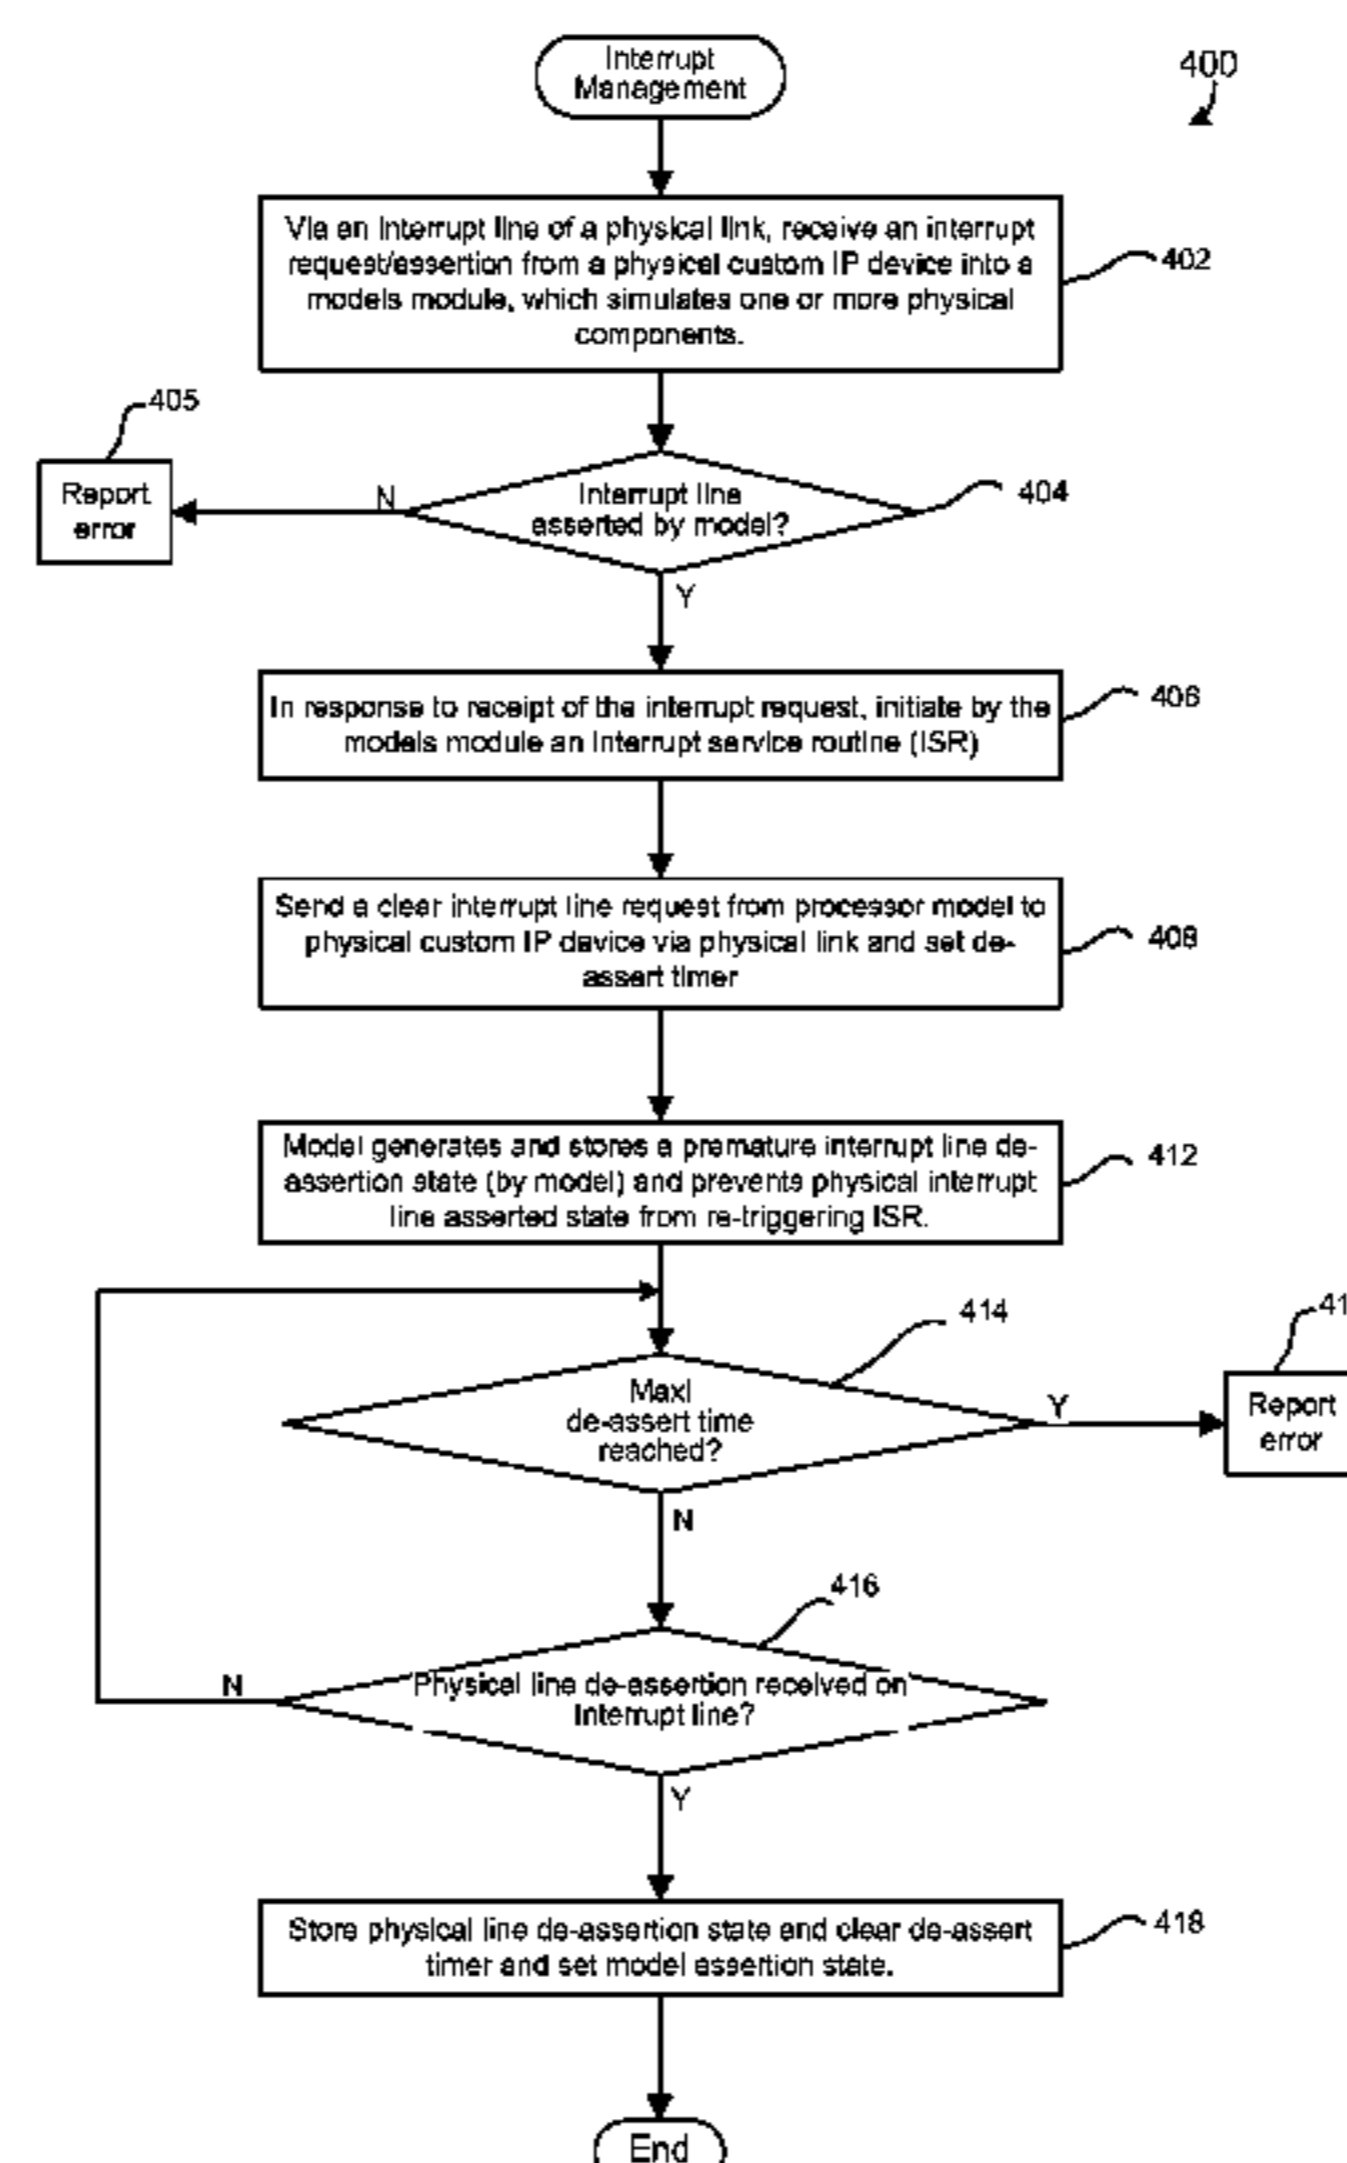 Interrupt
Management
400
Via an interrupt line of a physical link, receive an interrupt
request/assertion from a physical custom IP device into a
models module, which simulates one or more physical
components.
402
405
Report
error
N
Interrupt line
asserted by model?
404
Y
In response to receipt of the interrupt request, initiate by the
models module an interrupt service routine (ISR)
406
Send a clear interrupt line request from processor model to
physical custom IP device via physical link and set de-
assert timer
408
Model generates and stores a premature interrupt line de-
assertion state (by model) and prevents physical interrupt
line asserted state from re-triggering ISR.
412
414
41
Maxi
de-assert time
reached?
Y
Report
error
N
416
N
Physical line de-assertion received on
Interrupt line?
Y
Store physical line de-assertion state and clear de-assert
timer and set model assertion state.
418
End